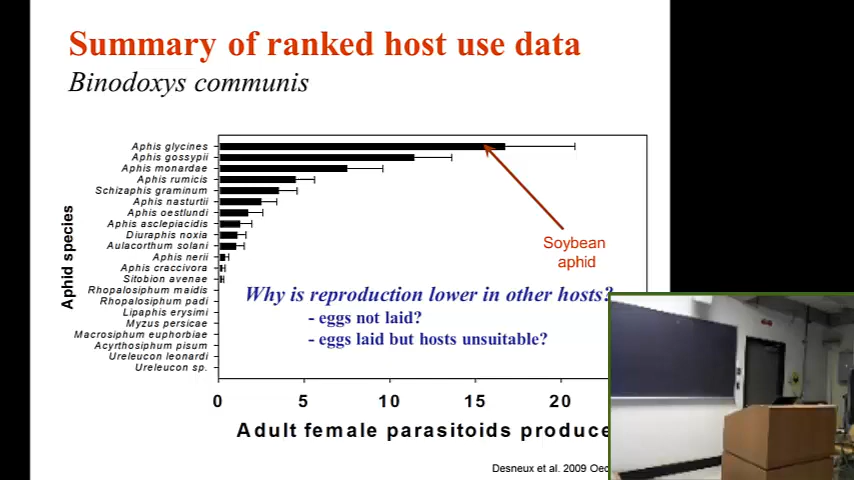 Summary of ranked host use data
Binodoxys communis
Aphis glycines
Aphis gossypii
Aphis monardae
Aphis rumicis
Schizaphis graminum
Aphis nasturtii
Aphis oestlundi
Aphis asclepiacidis
Diuraphis noxia
Aulacorthum solani
Aphis nerii
Aphis craccivora
Sitobion avenae
Rhopalosiphum maidis
Rhopalosiphum padi
Lipaphis erysimi
Myzus persicae
Macrosiphum euphorbiae
Acyrthosiphum pisum
Ureleucon leonardi
Ureleucon sp.
Aphid species
Soybean
aphid
Why is reproduction lower in other hosts?
- eggs not laid?
- eggs laid but hosts unsuitable?
0 5 10 15 20
Adult female parasitoids produce
Desneux et al. 2009 Oec